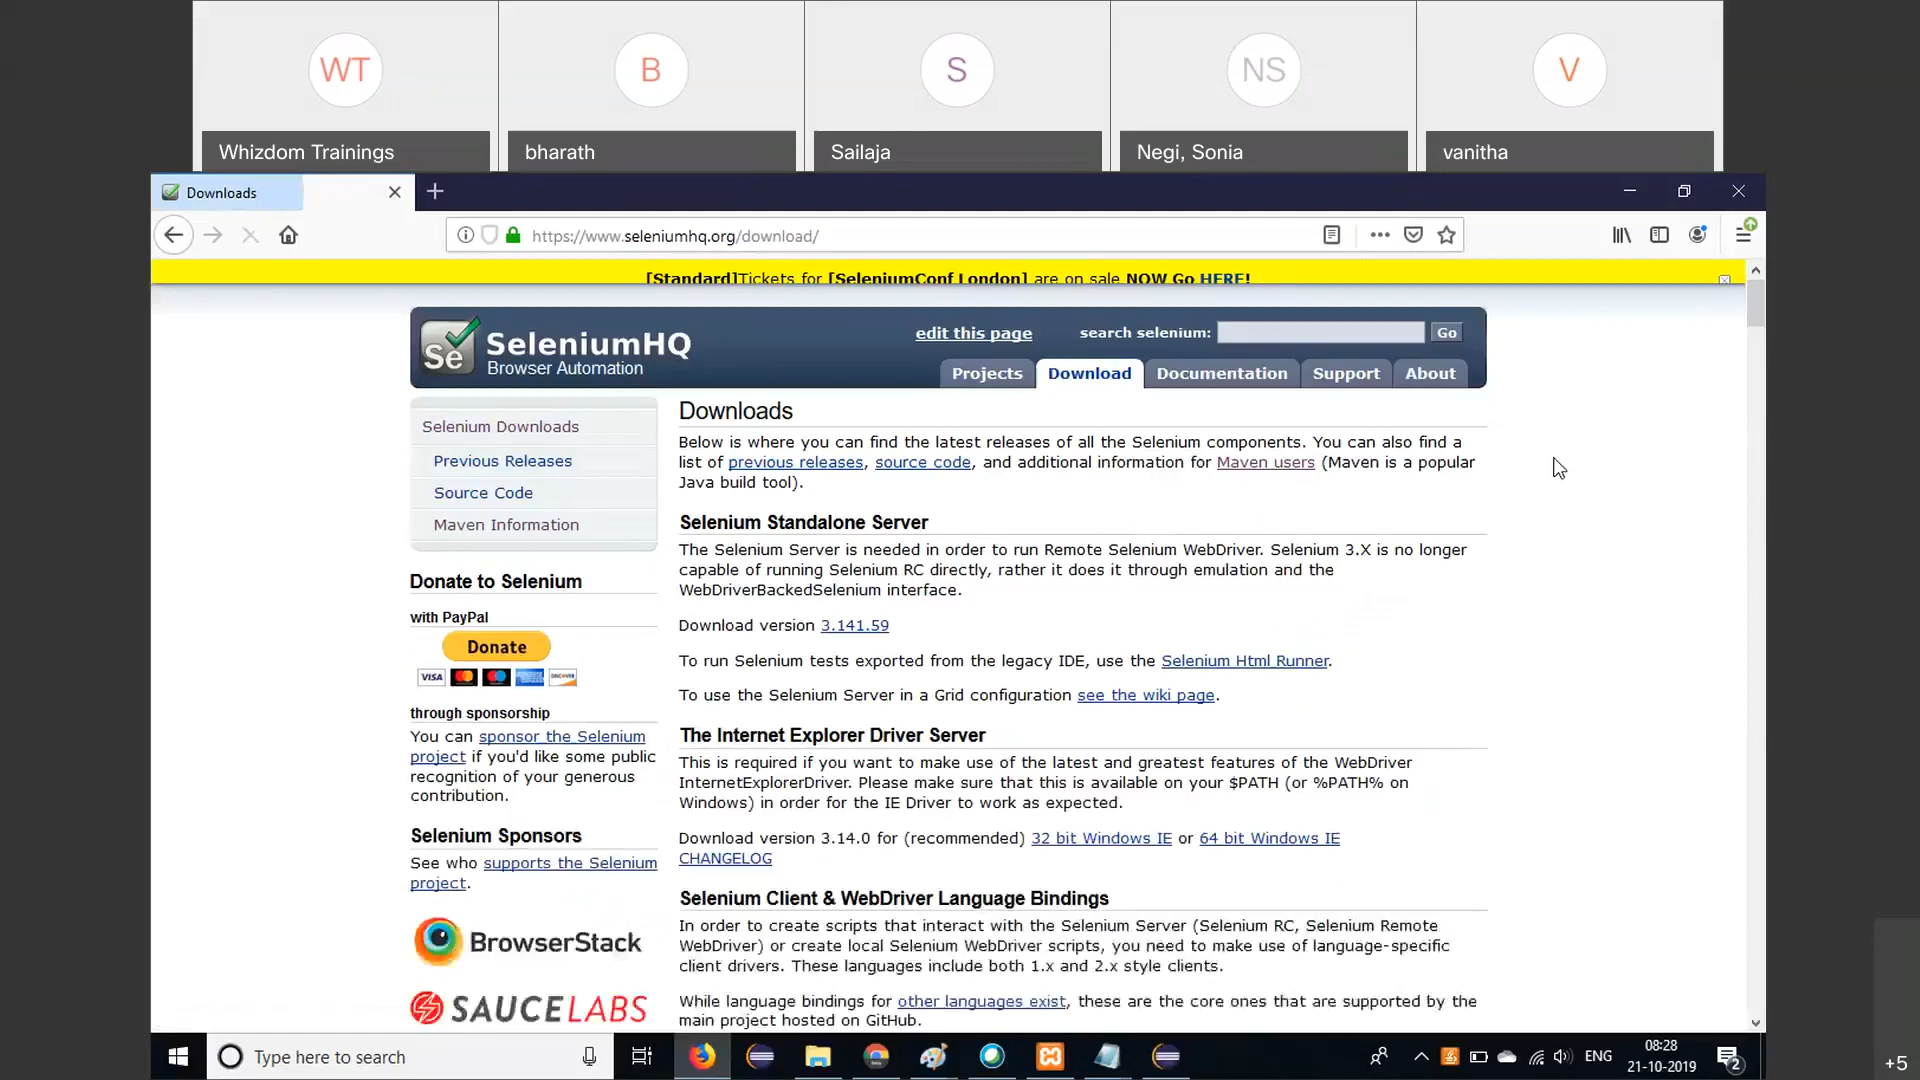 WT
B
S
NS
V
Whizdom Trainings
bharath
Sailaja
Negi, Sonia
vanitha
Downloads
https://www.seleniumhq.org/download/
[Standard]Tickets for [SeleniumConf London] are on sale NOW Go HERE!
Se
SeleniumHQ
Browser Automation
edit this page
search selenium:
Go
Projects
Download
Documentation
Support
About
Selenium Downloads
Previous Releases
Source Code
Maven Information
Donate to Selenium
with PayPal
Donate
VISA
DISCOVER
through sponsorship
You can sponsor the Selenium
project if you'd like some public
recognition of your generous
contribution.
Selenium Sponsors
See who supports the Selenium
project.
BrowserStack
SAUCELABS
Downloads
Below is where you can find the latest releases of all the Selenium components. You can also find a
list of previous releases, source code, and additional information for Maven users (Maven is a popular
Java build tool).
Selenium Standalone Server
The Selenium Server is needed in order to run Remote Selenium WebDriver. Selenium 3.X is no longer
capable of running Selenium RC directly, rather it does it through emulation and the
WebDriverBackedSelenium interface.
Download version 3.141.59
To run Selenium tests exported from the legacy IDE, use the Selenium Html Runner.
To use the Selenium Server in a Grid configuration see the wiki page.
The Internet Explorer Driver Server
This is required if you want to make use of the latest and greatest features of the WebDriver
InternetExplorerDriver. Please make sure that this is available on your $PATH (or %PATH% on
Windows) in order for the IE Driver to work as expected.
Download version 3.14.0 for (recommended) 32 bit Windows IE or 64 bit Windows IE
CHANGELOG
Selenium Client & WebDriver Language Bindings
In order to create scripts that interact with the Selenium Server (Selenium RC, Selenium Remote
WebDriver) or create local Selenium WebDriver scripts, you need to make use of language-specific
client drivers. These languages include both 1.x and 2.x style clients.
While language bindings for other languages exist, these are the core ones that are supported by the
main project hosted on GitHub.
Type here to search
ENG
08:28
21-10-2019
2
+5